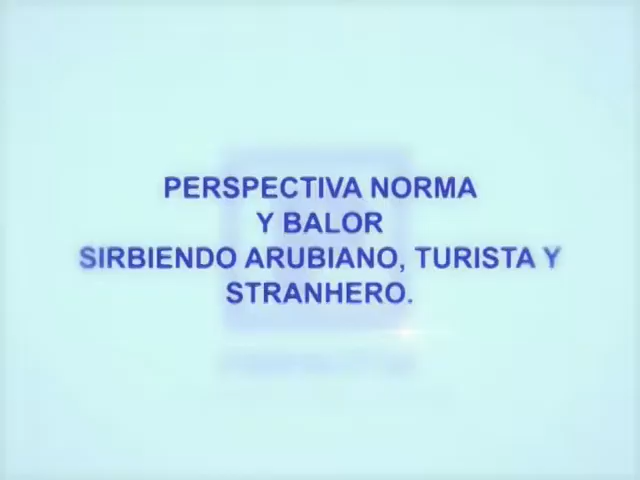 PERSPECTIVA NORMA
Y BALOR
SIRBIENDO ARUBIANO, TURISTA Y
STRANHERO.